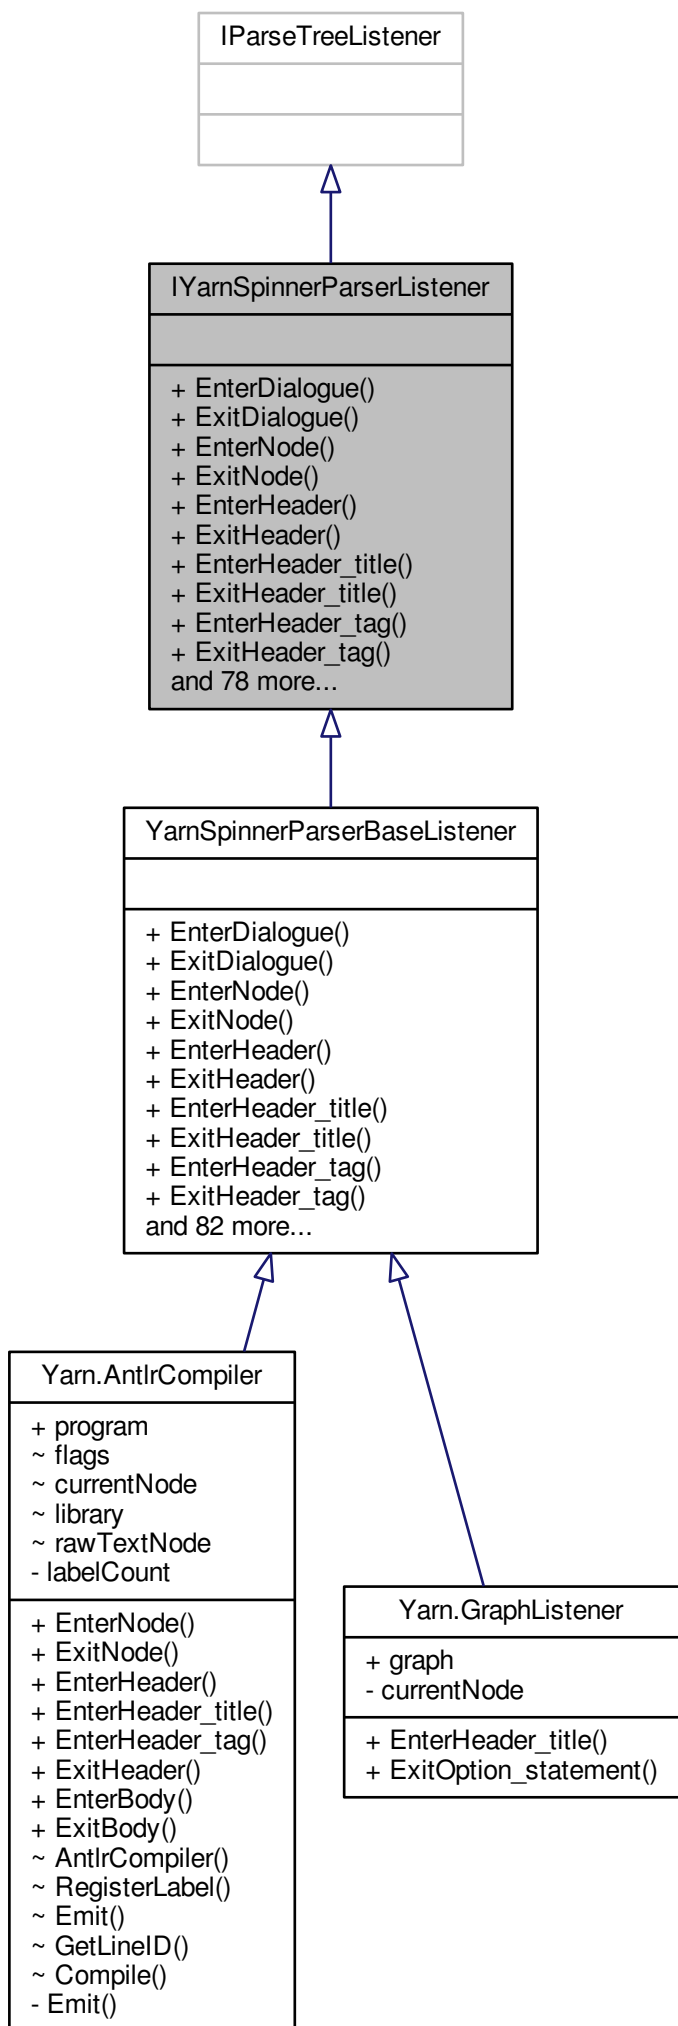 IParseTreeListener
IYarnSpinnerParserListener
+ EnterDialogue()
+ ExitDialogue()
+ EnterNode()
+ ExitNode()
+ EnterHeader()
+ ExitHeader()
+ EnterHeader_title()
+ ExitHeader_title()
+ EnterHeader_tag()
+ ExitHeader_tag()
and 78 more...
YarnSpinnerParserBaseListener
+ EnterDialogue()
+ ExitDialogue()
+ EnterNode()
+ ExitNode()
+ EnterHeader()
+ ExitHeader()
+ EnterHeader_title()
+ ExitHeader_title()
+ EnterHeader_tag()
+ ExitHeader_tag()
and 82 more...
Yarn.AntlrCompiler
+ program
~ flags
~ currentNode
~ library
~ rawTextNode
- labelCount
+ EnterNode()
+ ExitNode()
+ EnterHeader()
+ EnterHeader_title()
+ EnterHeader_tag()
+ ExitHeader()
+ EnterBody()
+ ExitBody()
~ AntlrCompiler()
~ RegisterLabel()
~ Emit()
~ GetLineID()
~ Compile()
- Emit()
Yarn.GraphListener
+ graph
- currentNode
+ EnterHeader_title()
+ ExitOption_statement()